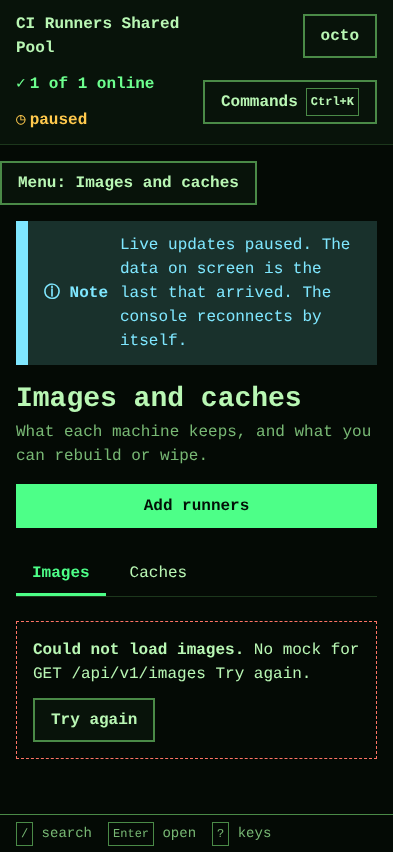 CI Runners Shared
Pool
octo
✓ 1 of 1 online
Commands Ctrl+K
◷ paused
Menu: Images and caches
ⓘ Note
Live updates paused. The
data on screen is the
last that arrived. The
console reconnects by
itself.
Images and caches
What each machine keeps, and what you
can rebuild or wipe.
Add runners
Images Caches
Could not load images. No mock for
GET /api/v1/images Try again.
Try again
/ search Enter open ? keys